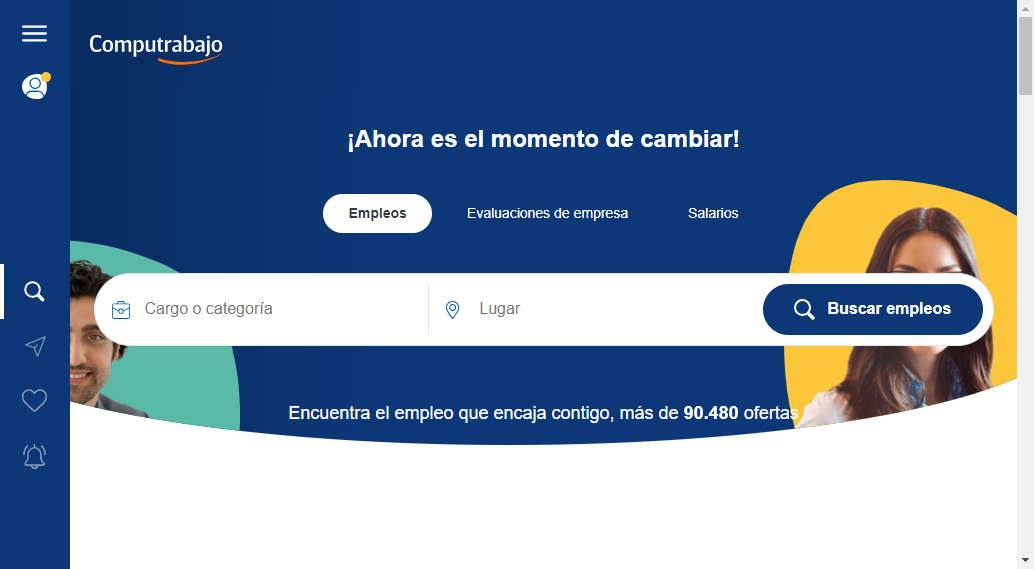 Computrabajo
¡Ahora es el momento de cambiar!
Empleos
Evaluaciones de empresa
Salarios
Cargo o categoría
Lugar
Buscar empleos
Encuentra el empleo que encaja contigo, más de 90.480 ofertas